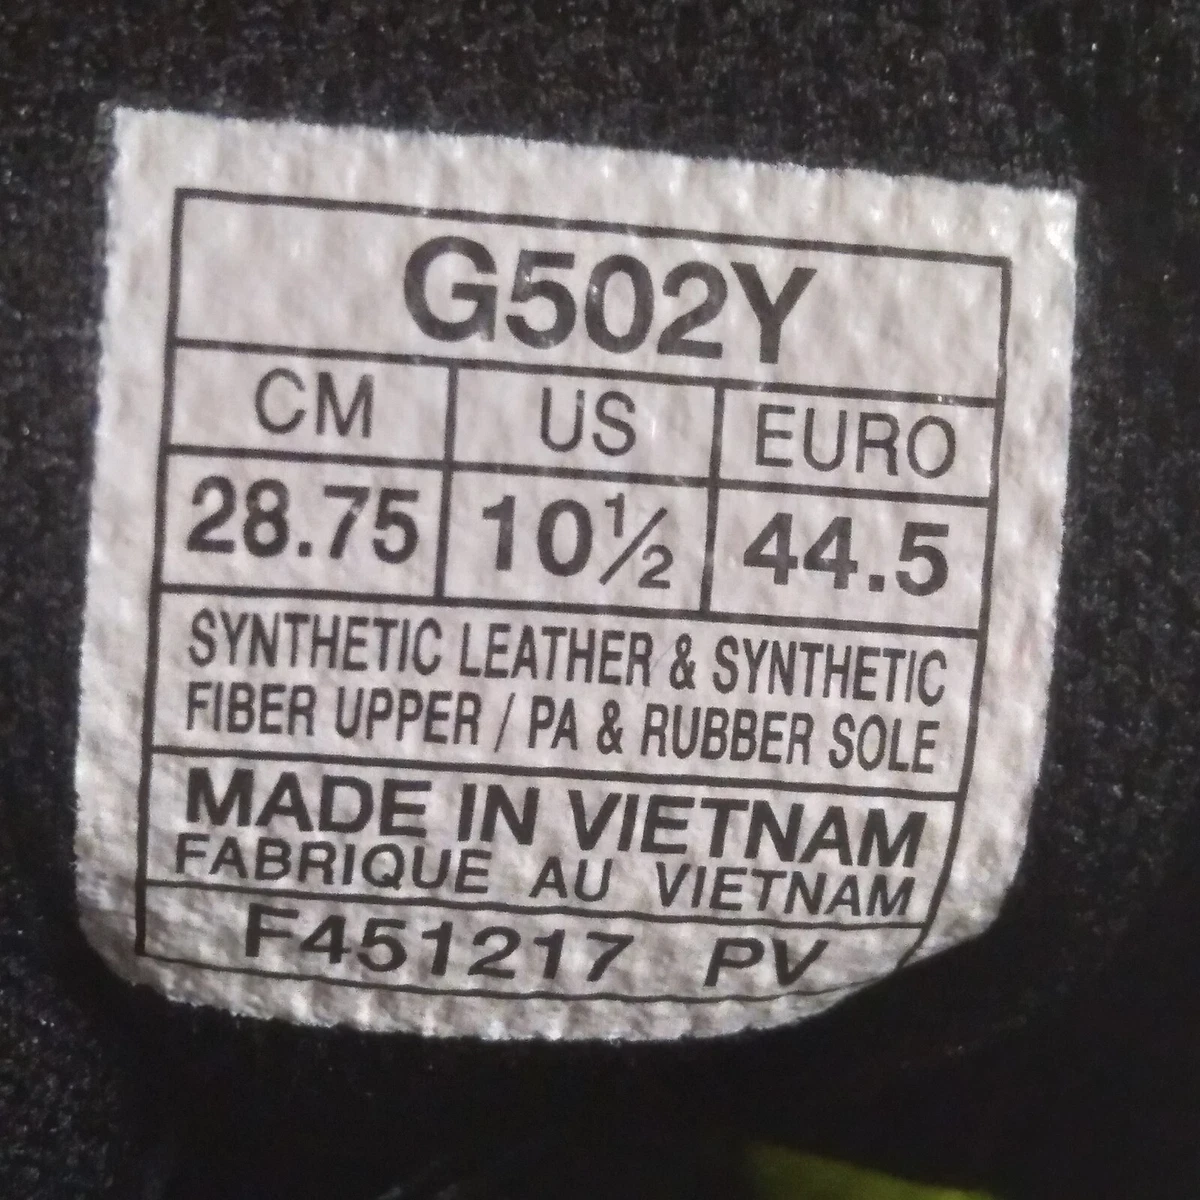 G502Y
CM US EURO
28.75 10½ 44.5
SYNTHETIC LEATHER & SYNTHETIC
FIBER UPPER / PA & RUBBER SOLE
MADE IN VIETNAM
FABRIQUE AU VIETNAM
F451217 PV